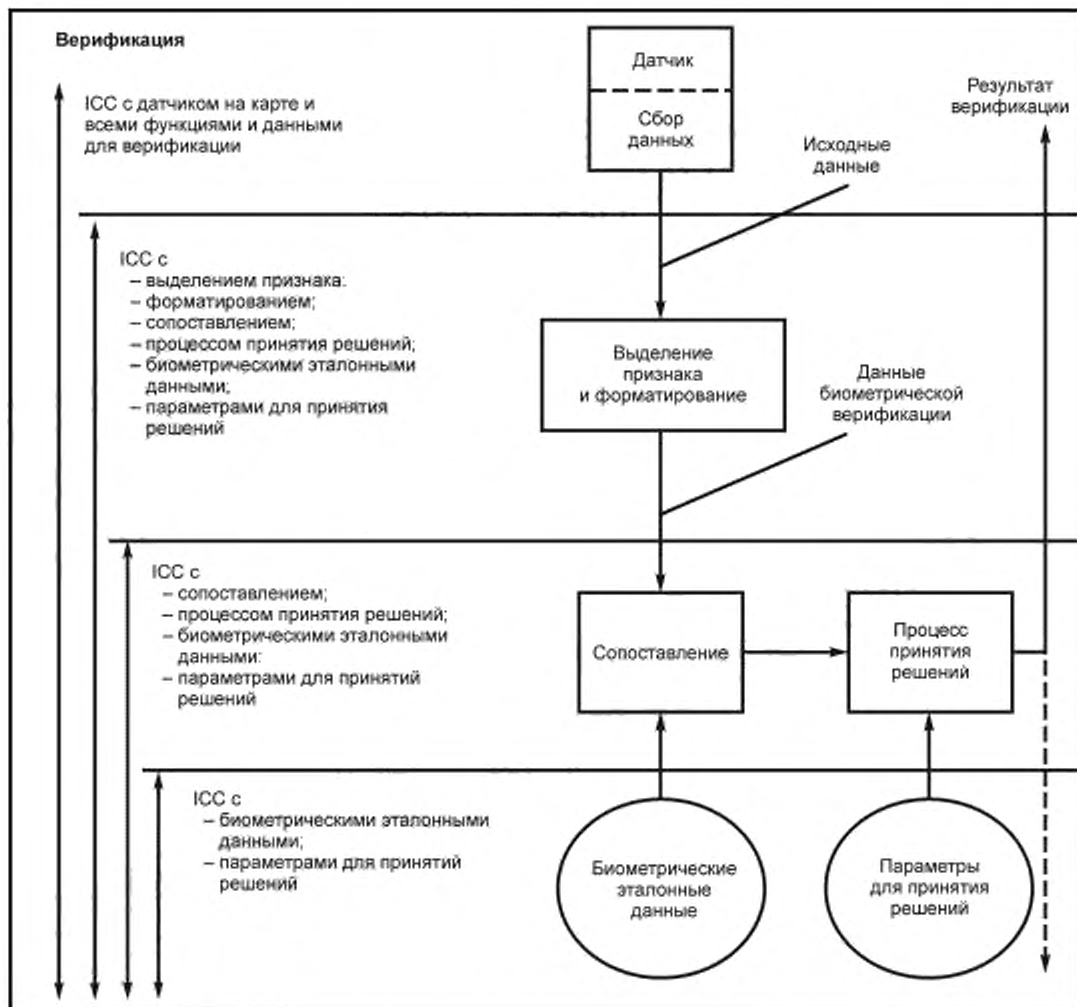 Верификация
ICC с датчиком на карте и
всеми функциями и данными
для верификации
Датчик
Сбор
данных
Исходные
данные
Результат
верификации
ICC с
– выделением признака:
– форматированием;
– сопоставлением;
– процессом принятия решений;
– биометрическими эталонными
данными;
– параметрами для принятия
решений
Выделение
признака
и форматирование
Данные
биометрической
верификации
ICC с
– сопоставлением;
– процессом принятия решений;
– биометрическими эталонными
данными:
– параметрами для принятий
решений
Сопоставление
Процесс
принятия
решений
ICC с
– биометрическими эталонными
данными;
– параметрами для принятий
решений
Биометрические
эталонные
данные
Параметры
для принятия
решений